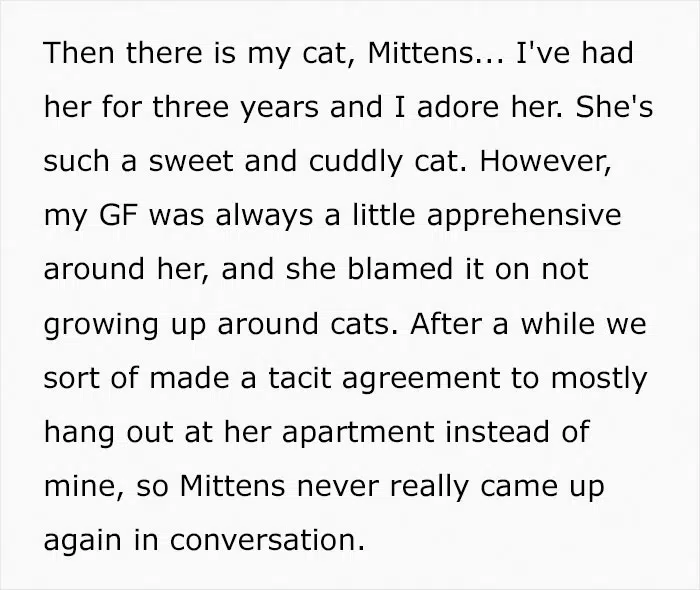 Then there is my cat, Mittens... I've had
her for three years and I adore her. She's
such a sweet and cuddly cat. However,
my GF was always a little apprehensive
around her, and she blamed it on not
growing up around cats. After a while we
sort of made a tacit agreement to mostly
hang out at her apartment instead of
mine, so Mittens never really came up
again in conversation.